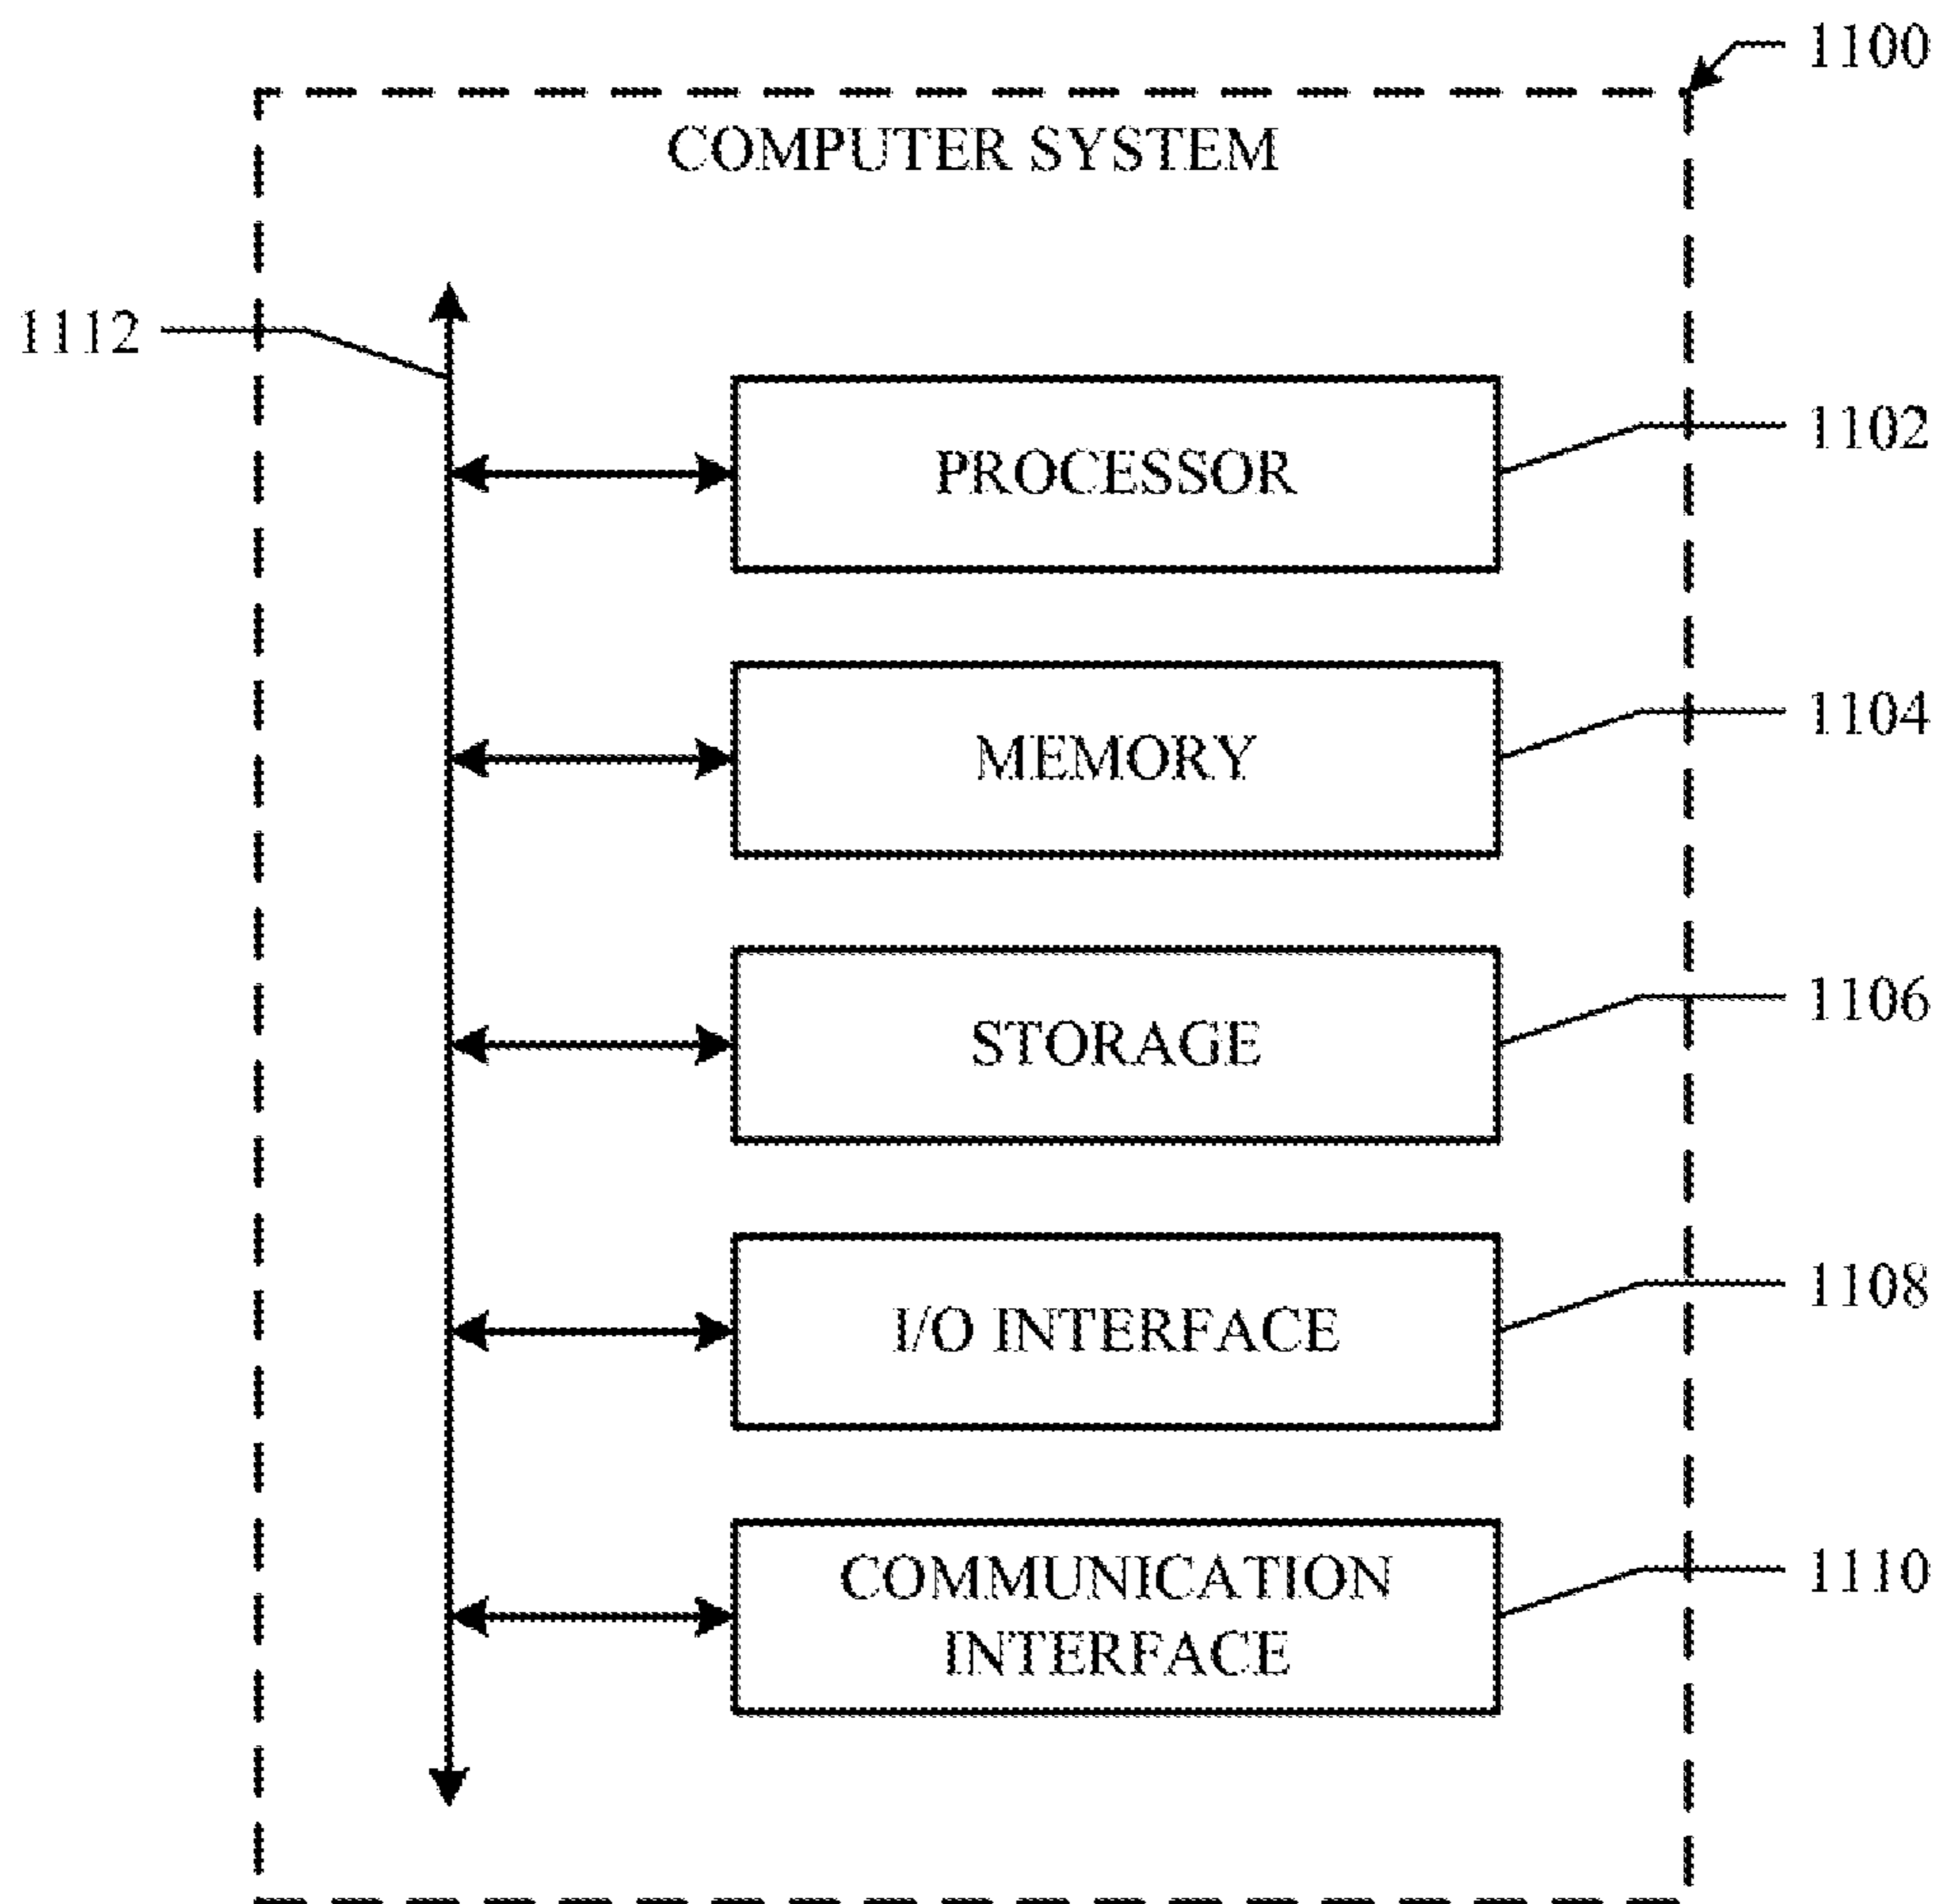 1100
COMPUTER SYSTEM
1112
1102
PROCESSOR
1104
MEMORY
1106
STORAGE
1108
I/O INTERFACE
1110
COMMUNICATION
INTERFACE